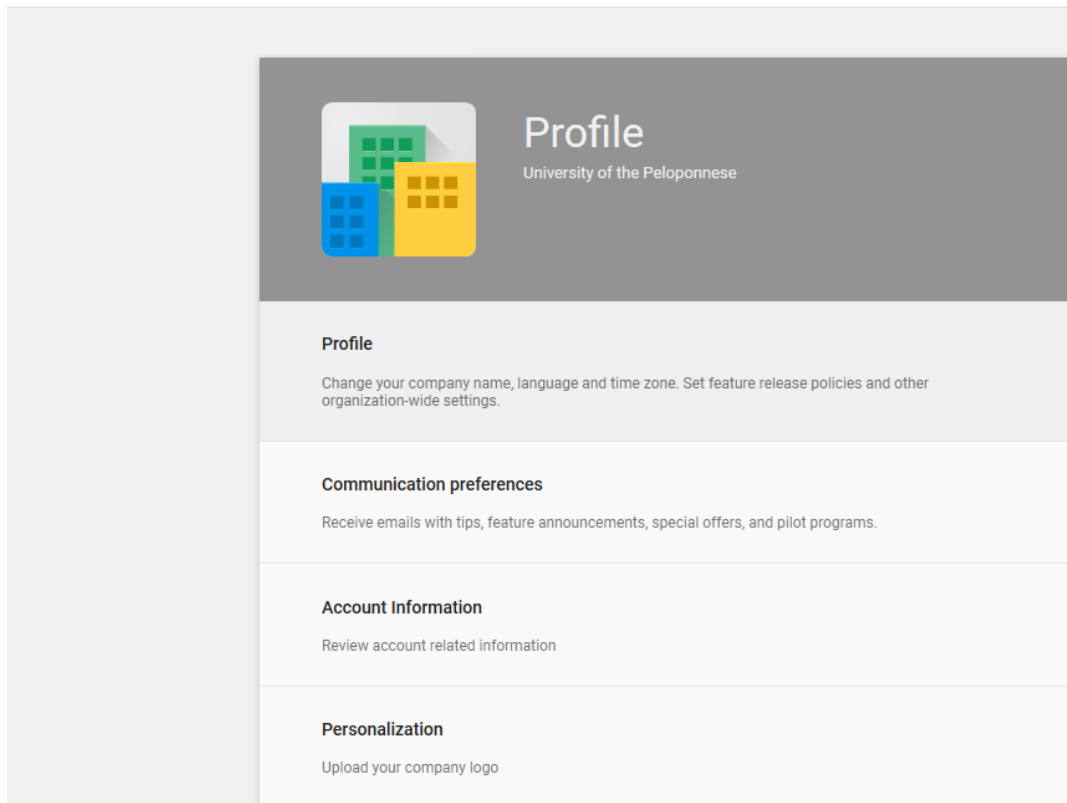 Profile
University of the Peloponnese
Profile
Change your company name, language and time zone. Set feature release policies and other
organization-wide settings.
Communication preferences
Receive emails with tips, feature announcements, special offers, and pilot programs.
Account Information
Review account related information
Personalization
Upload your company logo